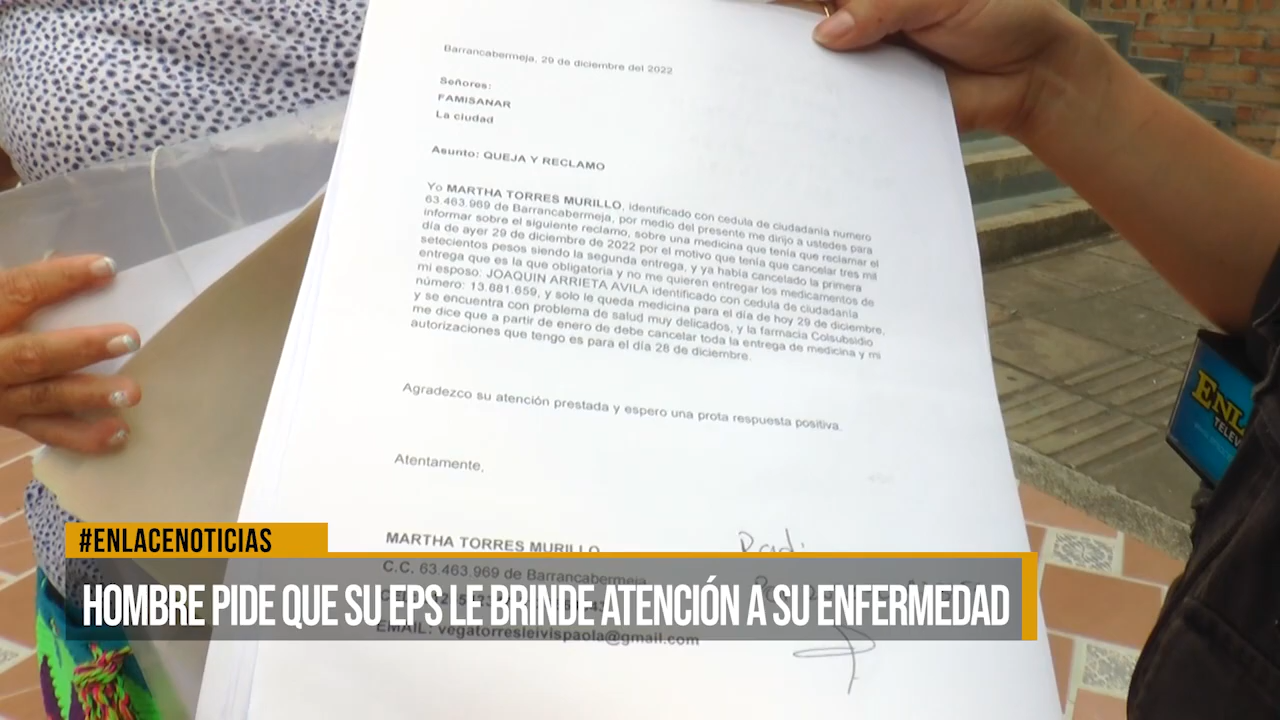 Barrancabermeja, 29 de diciembre del 2022
Señores:
FAMISANAR
La ciudad
Asunto: QUEJA Y RECLAMO
Yo MARTHA TORRES MURILLO, identificado con cedula de ciudadanía numero
63.463.969 de Barrancabermeja, por medio del presente me dirijo a ustedes para
informar sobre el siguiente reclamo, sobre una medicina que tenía que reclamar el
día de ayer 29 de diciembre de 2022 por el motivo que tenía que cancelar tres mil
setecientos pesos siendo la segunda entrega, y ya había cancelado la primera
entrega que es la que obligatoria y no me quieren entregar los medicamentos de
mi esposo: JOAQUIN ARRIETA AVILA identificado con cedula de ciudadanía
número: 13.881.659, y solo le queda medicina para el día de hoy 29 de diciembre,
y se encuentra con problema de salud muy delicados, y la farmacia Colsubsidio
me dice que a partir de enero de debe cancelar toda la entrega de medicina y mi
autorizaciones que tengo es para el día 28 de diciembre.
Agradezco su atención prestada y espero una prota respuesta positiva.
Atentamente,
MARTHA TORRES MURILLO
C.C. 63.463.969 de Barrancabermeja
EMAIL: vegatorresleivispaola@gmail.com
#ENLACENOTICIAS
HOMBRE PIDE QUE SU EPS LE BRINDE ATENCIÓN A SU ENFERMEDAD